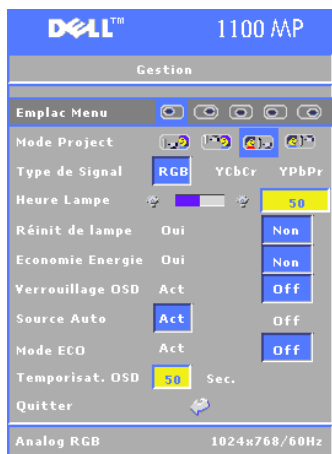 DELL™ 1100 MP
Gestion
Emplac Menu
Mode Project
Type de Signal RGB YCbCr YPbPr
Heure Lampe 50
Réinit de lampe Oui Non
Economie Energie Oui Non
Verrouillage OSD Act Off
Source Auto Act Off
Mode ECO Act Off
Temporisat. OSD 50 Sec.
Quitter
Analog RGB 1024x768/60Hz